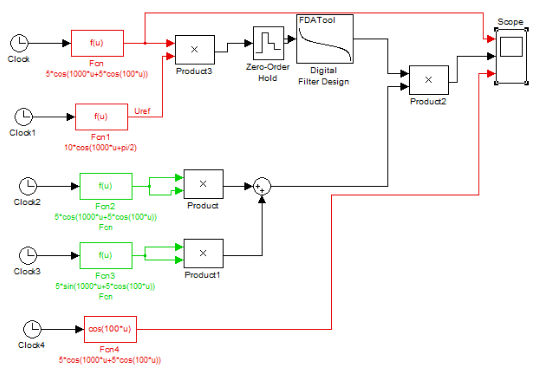 Scope
Clock
f(u)
Fcn
5*cos(1000*u+5*cos(100*u))
×
Product3
Zero-Order
Hold
FDATool
Digital
Filter Design
×
Product2
Clock1
f(u)
Fcn1
10*cos(1000*u+pi/2)
Uref
Clock2
f(u)
Fcn2
5*cos(1000*u+5*cos(100*u))
Fcn
×
Product
++
Clock3
f(u)
Fcn3
5*sin(1000*u+5*cos(100*u))
Fcn
×
Product1
Clock4
cos(100*u)
Fcn4
5*cos(1000*u+5*cos(100*u))